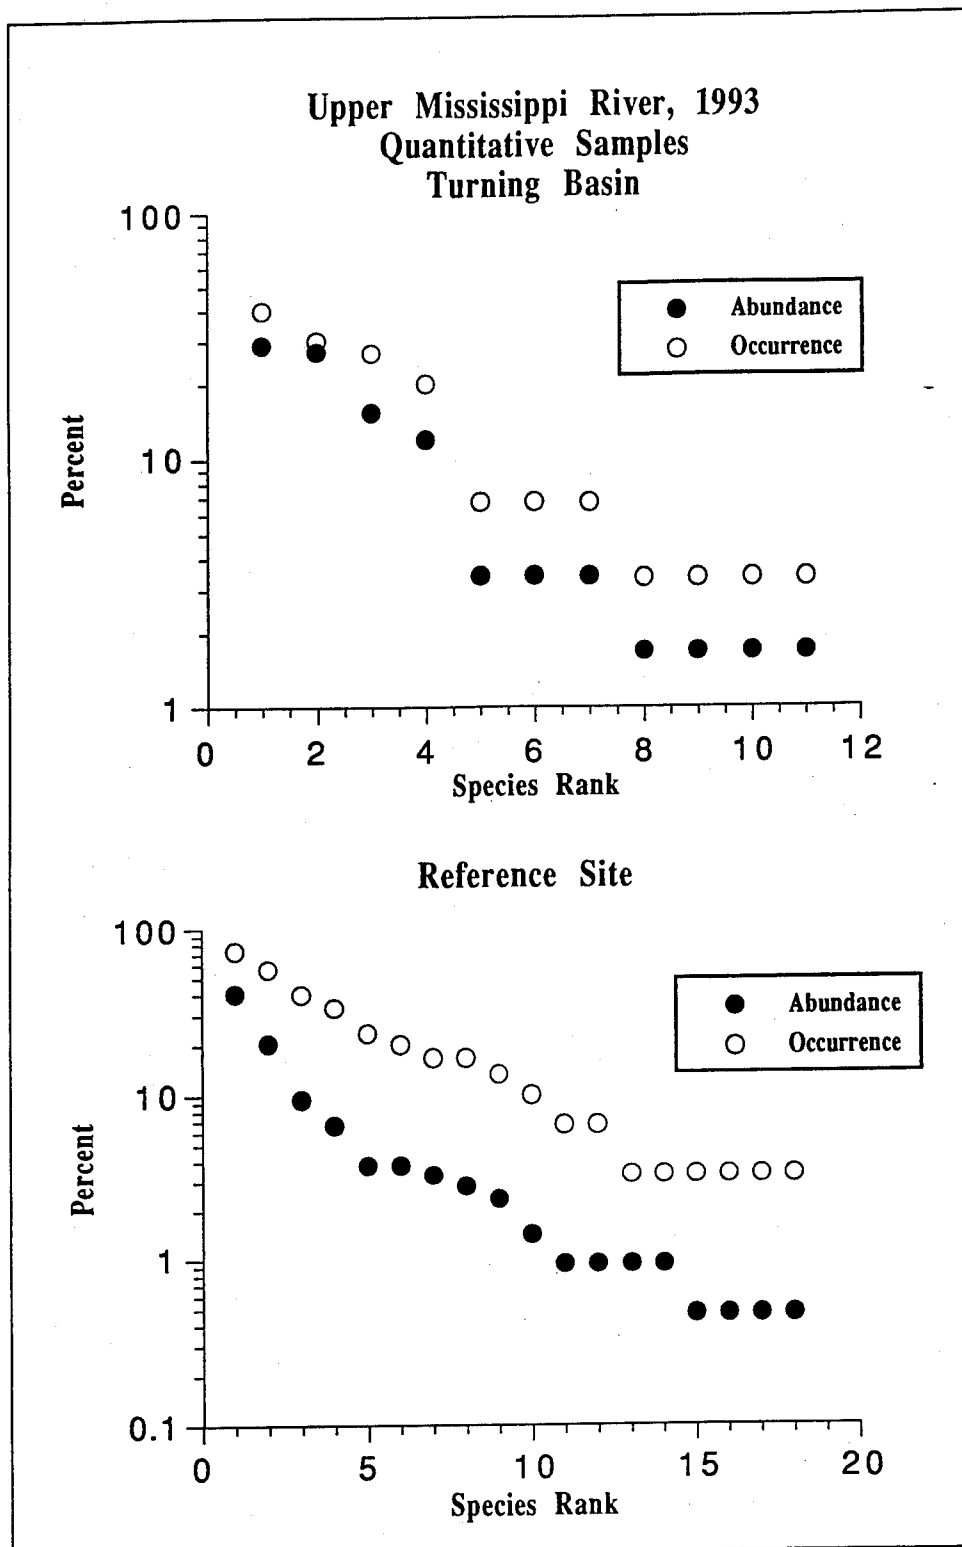 Upper Mississippi River, 1993
Quantitative Samples
Turning Basin
100
10
1
Percent
Abundance
Occurrence
0 2 4 6 8 10 12
Species Rank
Reference Site
100
10
1
0.1
Percent
Abundance
Occurrence
0 5 10 15 20
Species Rank